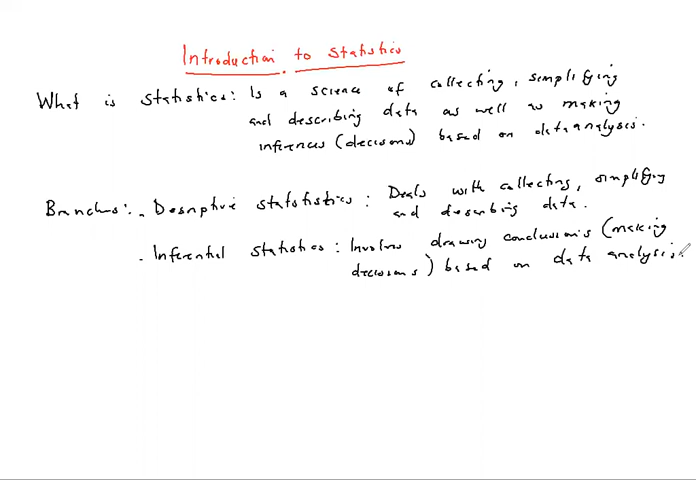 Introduction to Statistics
What is statistics: Is a science of collecting, simplifying
and describing data as well as making
inferences (decisions) based on data analysis.
Branches: . Descriptive statistics : Deals with collecting, simplifying
and describing data.
. Inferential statistics : Involves drawing conclusions (making
decisions) based on data analysis.